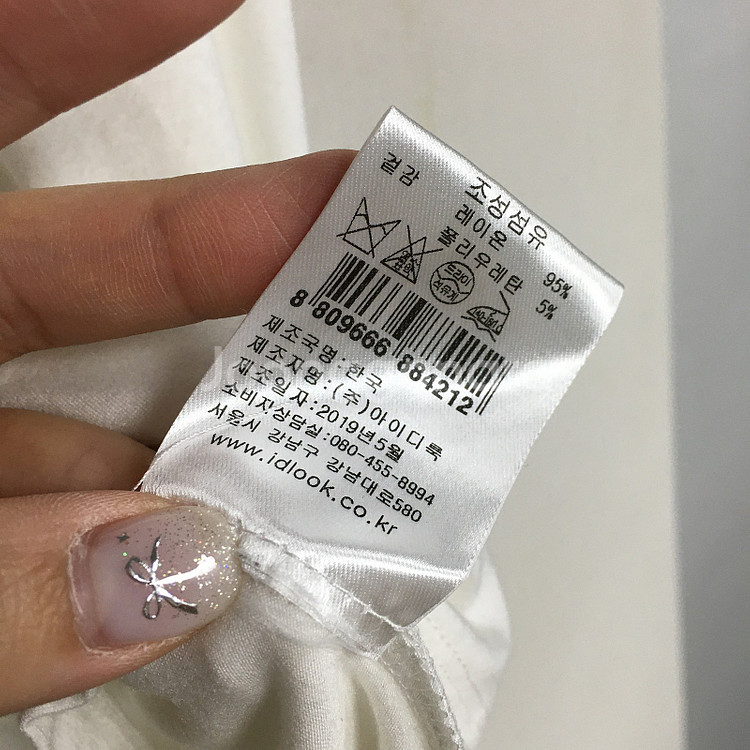 조성섬유
겉감 레이온 95%
폴리우레탄 5%
드라이
석유계
8 809666 884212
제조국명:한국
제조자명:(주)아이디룩
제조일자:2019년5월
소비자상담실:080-455-8994
서울시 강남구 강남대로580
www.idlook.co.kr